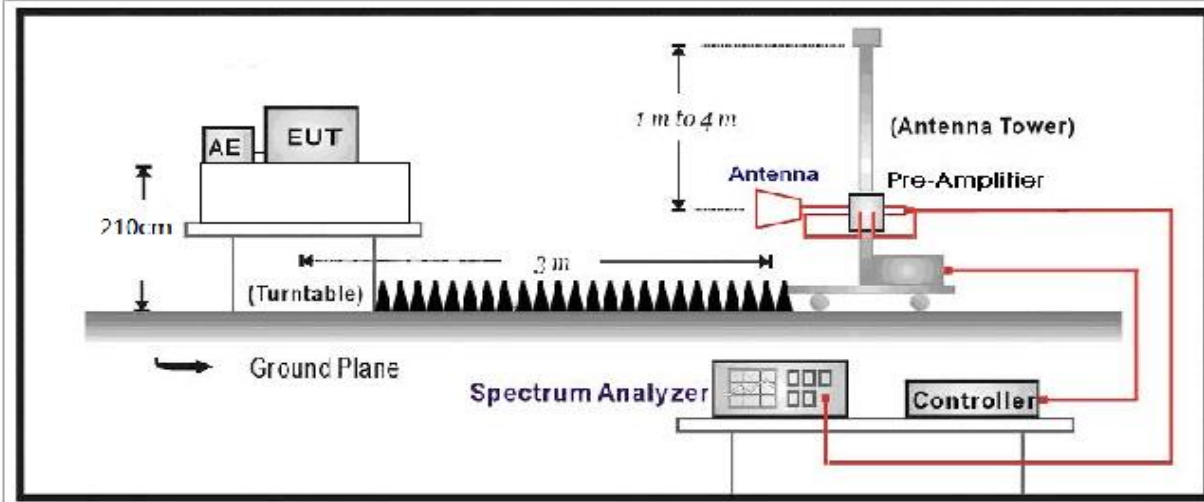 1 m to 4 m
(Antenna Tower)
AE
EUT
Antenna
Pre-Amplifier
210cm
3 m
(Turntable)
Ground Plane
Spectrum Analyzer
Controller